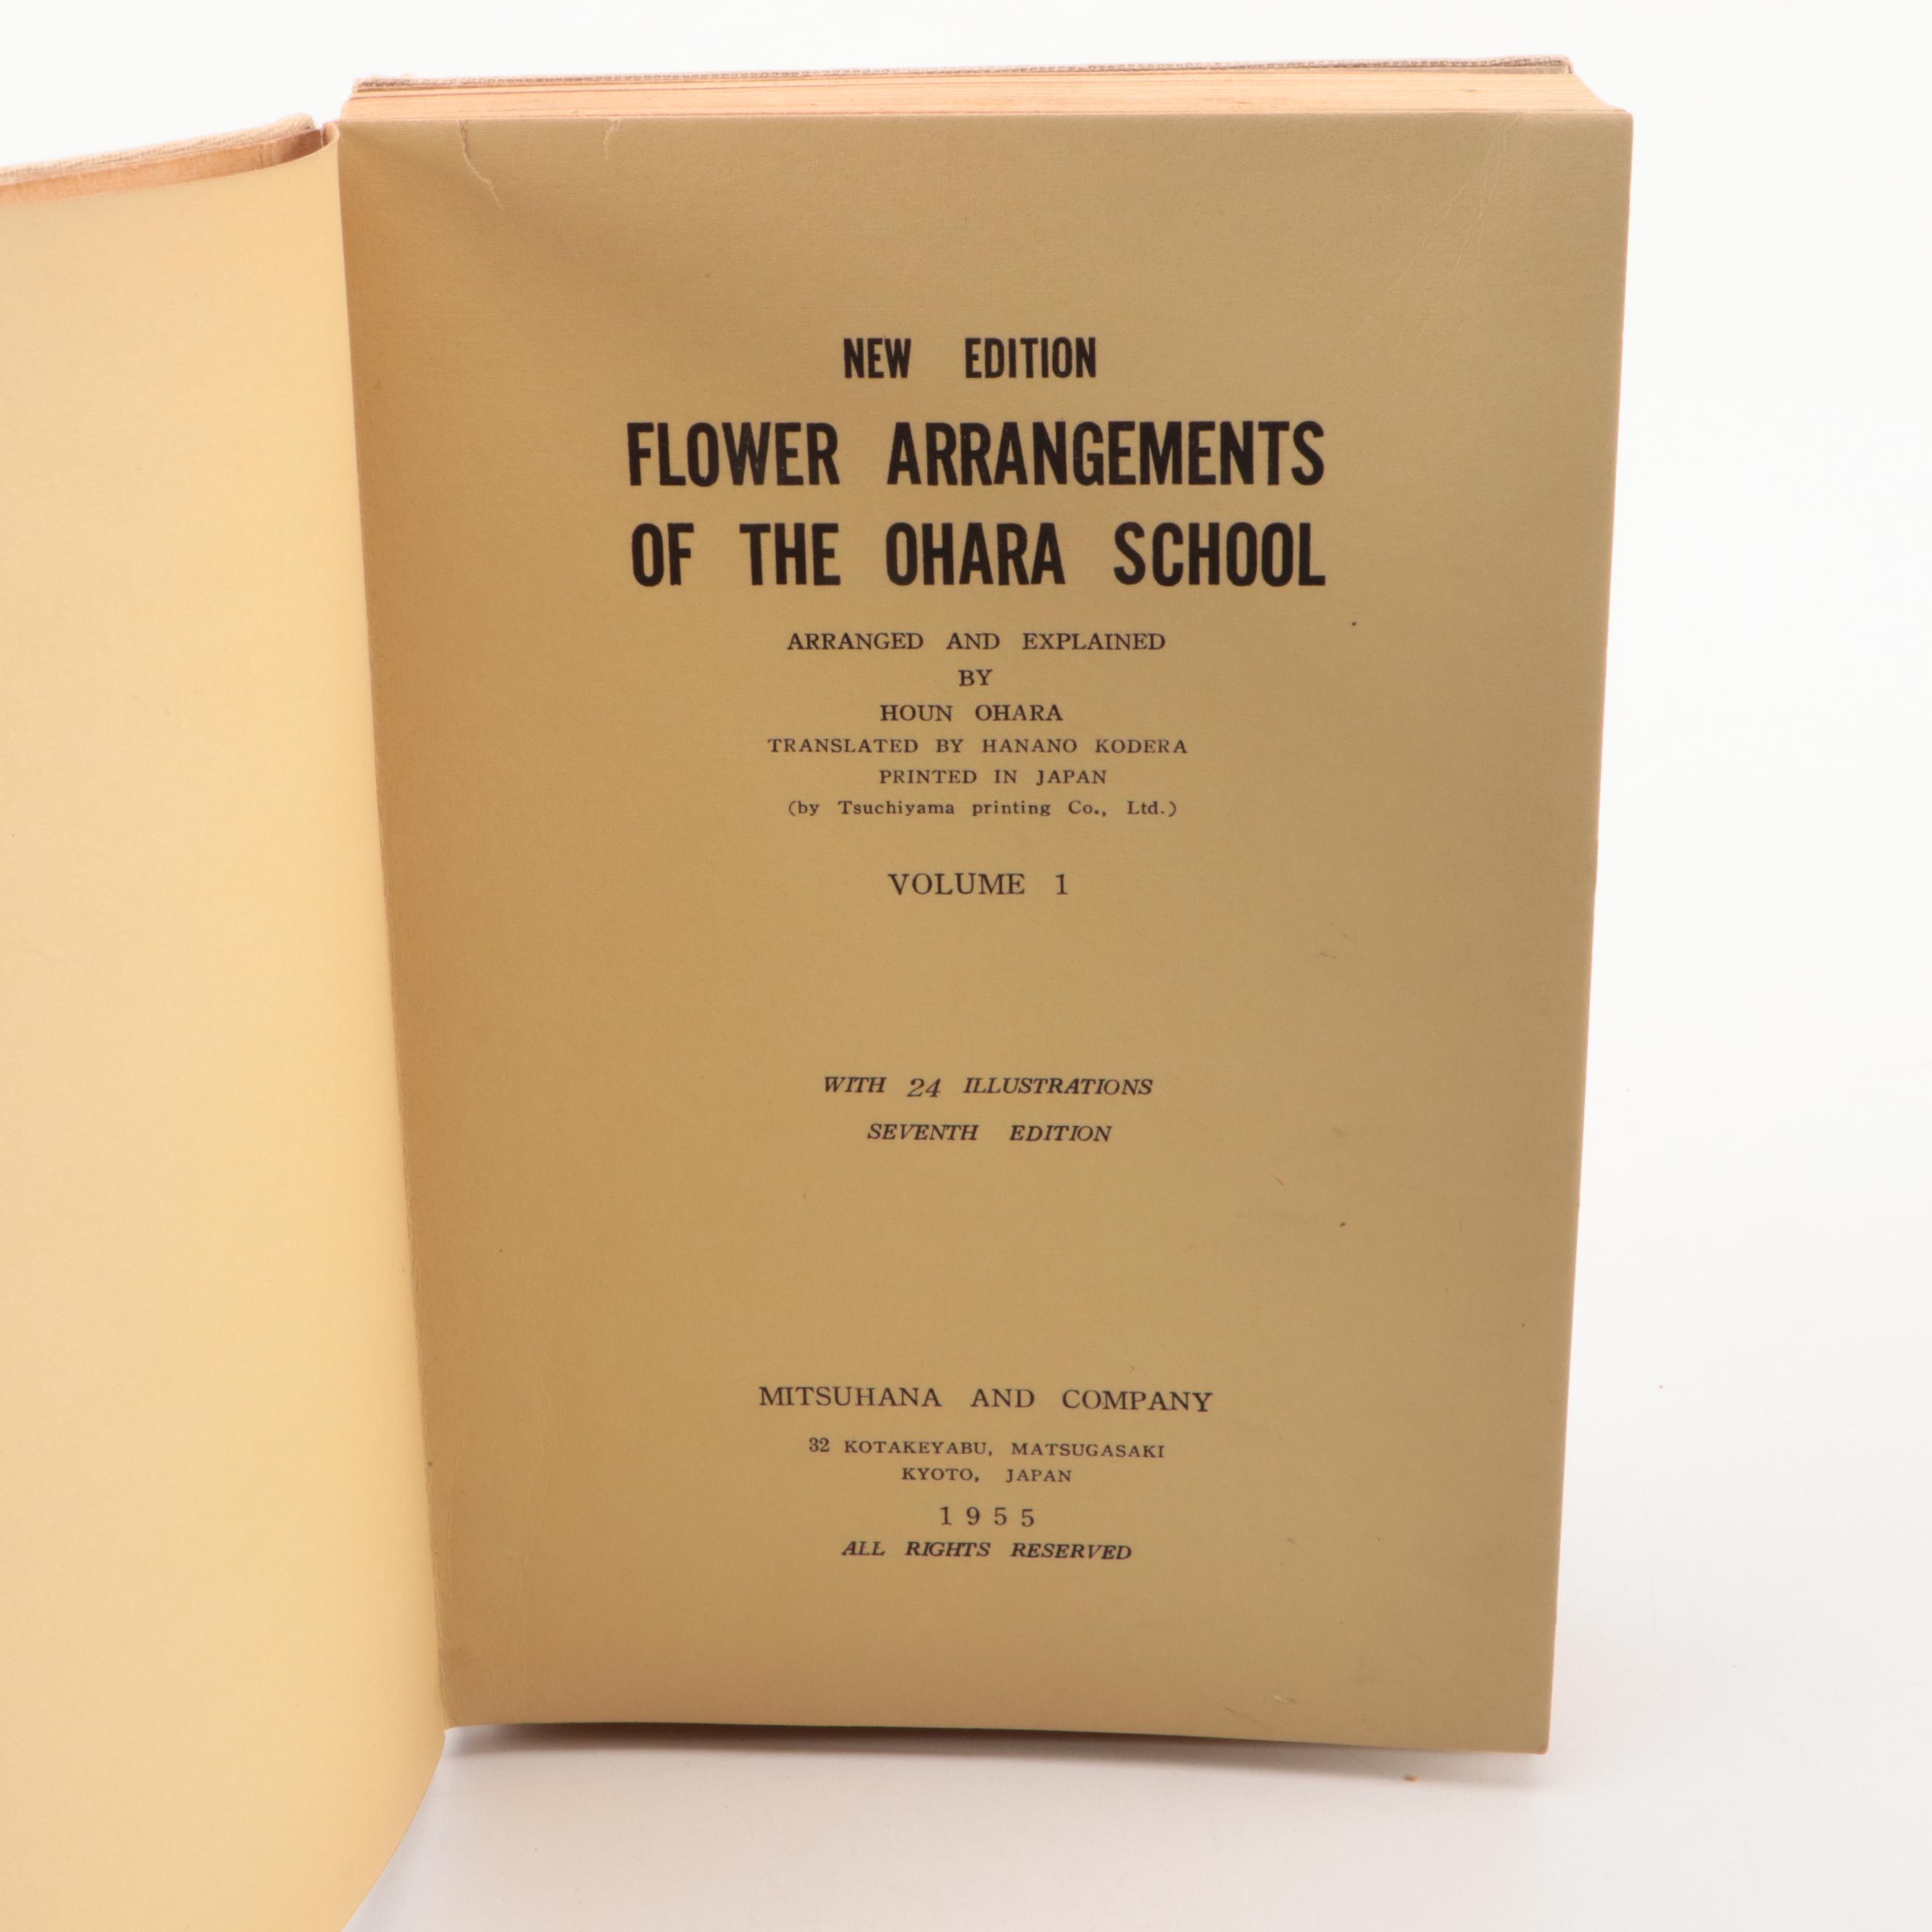 NEW EDITION
FLOWER ARRANGEMENTS
OF THE OHARA SCHOOL
ARRANGED AND EXPLAINED
BY
HOUN OHARA
TRANSLATED BY HANANO KODERA
PRINTED IN JAPAN
(by Tsuchiyama printing Co., Ltd.)
VOLUME 1
WITH 24 ILLUSTRATIONS
SEVENTH EDITION
MITSUHANA AND COMPANY
32 KOTAKEYABU, MATSUGASAKI
KYOTO, JAPAN
1955
ALL RIGHTS RESERVED